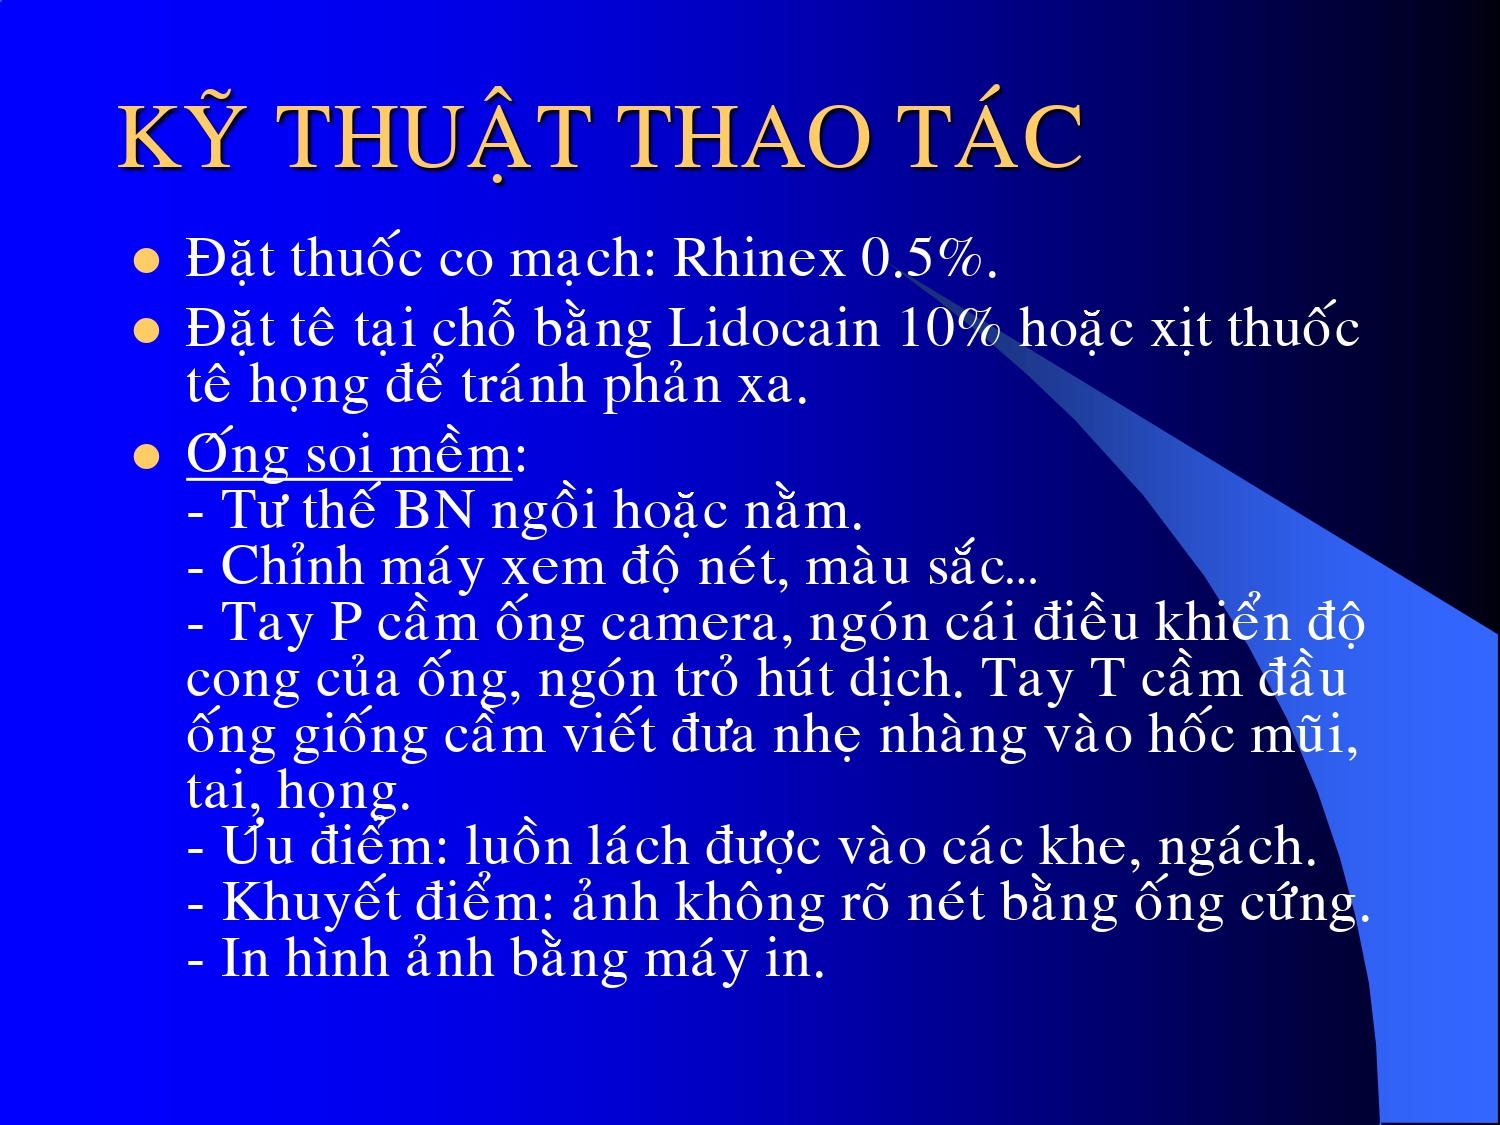 KỸ THUẬT THAO TÁC
Đặt thuốc co mạch: Rhinex 0.5%.
Đặt tê tại chỗ bằng Lidocain 10% hoặc xịt thuốc
tê họng để tránh phản xa.
Ống soi mềm:
- Tư thế BN ngồi hoặc nằm.
- Chỉnh máy xem độ nét, màu sắc...
- Tay P cầm ống camera, ngón cái điều khiển độ
cong của ống, ngón trỏ hút dịch. Tay T cầm đầu
ống giống cầm viết đưa nhẹ nhàng vào hốc mũi,
tai, họng.
- Ửu điểm: luồn lách được vào các khe, ngách.
- Khuyết điểm: ảnh không rõ nét bằng ống cứng.
- In hình ảnh bằng máy in.